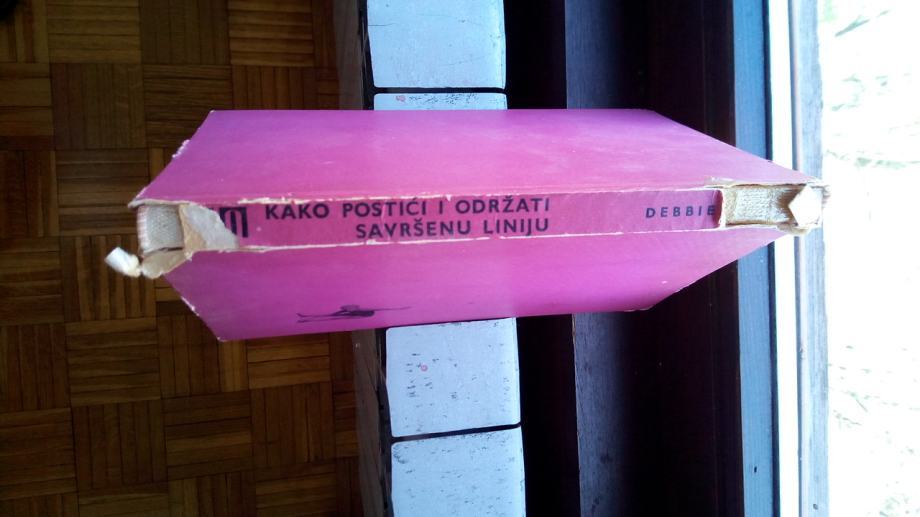 KAKO POSTIĆI I ODRŽATI
SAVRŠENU LINIJU
DEBBIE